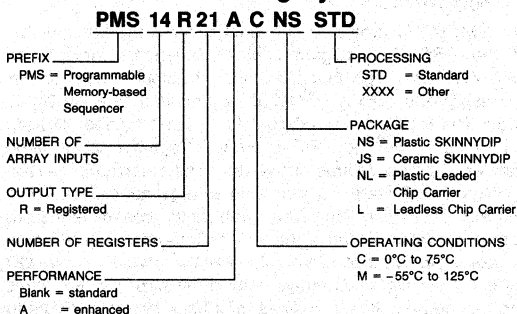 PMS 14 R 21 A C NS STD
PREFIX
PMS = Programmable
Memory-based
Sequencer
NUMBER OF
ARRAY INPUTS
OUTPUT TYPE
R = Registered
NUMBER OF REGISTERS
PERFORMANCE
Blank = standard
A = enhanced
PROCESSING
STD = Standard
XXXX = Other
PACKAGE
NS = Plastic SKINNYDIP
JS = Ceramic SKINNYDIP
NL = Plastic Leaded
Chip Carrier
L = Leadless Chip Carrier
OPERATING CONDITIONS
C = 0°C to 75°C
M = -55°C to 125°C